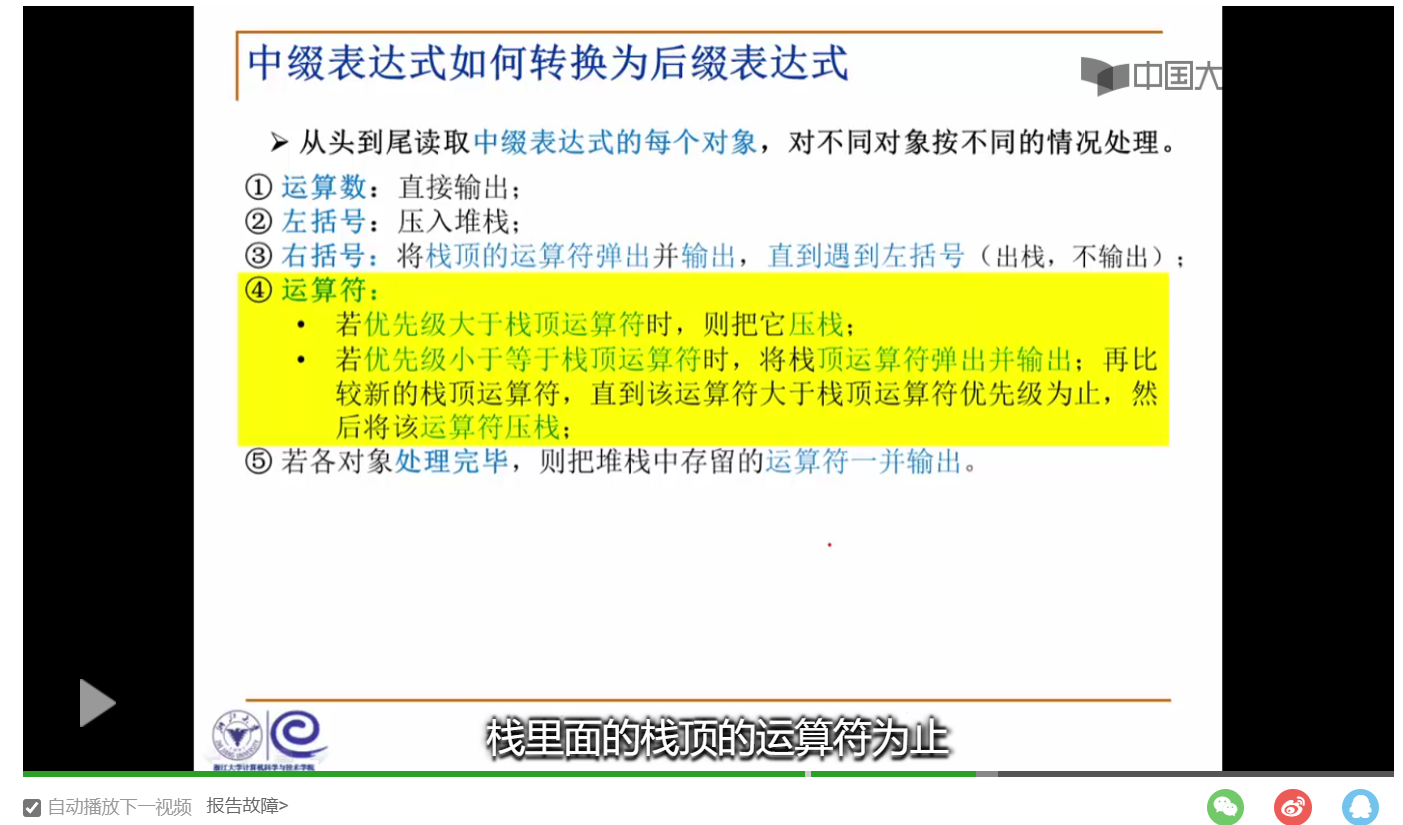 中缀表达式如何转换为后缀表达式
中国大
➢ 从头到尾读取中缀表达式的每个对象，对不同对象按不同的情况处理。
① 运算数：直接输出；
② 左括号：压入堆栈；
③ 右括号：将栈顶的运算符弹出并输出，直到遇到左括号（出栈，不输出）；
④ 运算符：
• 若优先级大于栈顶运算符时，则把它压栈；
• 若优先级小于等于栈顶运算符时，将栈顶运算符弹出并输出；再比
较新的栈顶运算符，直到该运算符大于栈顶运算符优先级为止，然
后将该运算符压栈；
⑤ 若各对象处理完毕，则把堆栈中存留的运算符一并输出。
栈里面的栈顶的运算符为止
浙江大学计算机科学与技术学院
自动播放下一视频 报告故障>